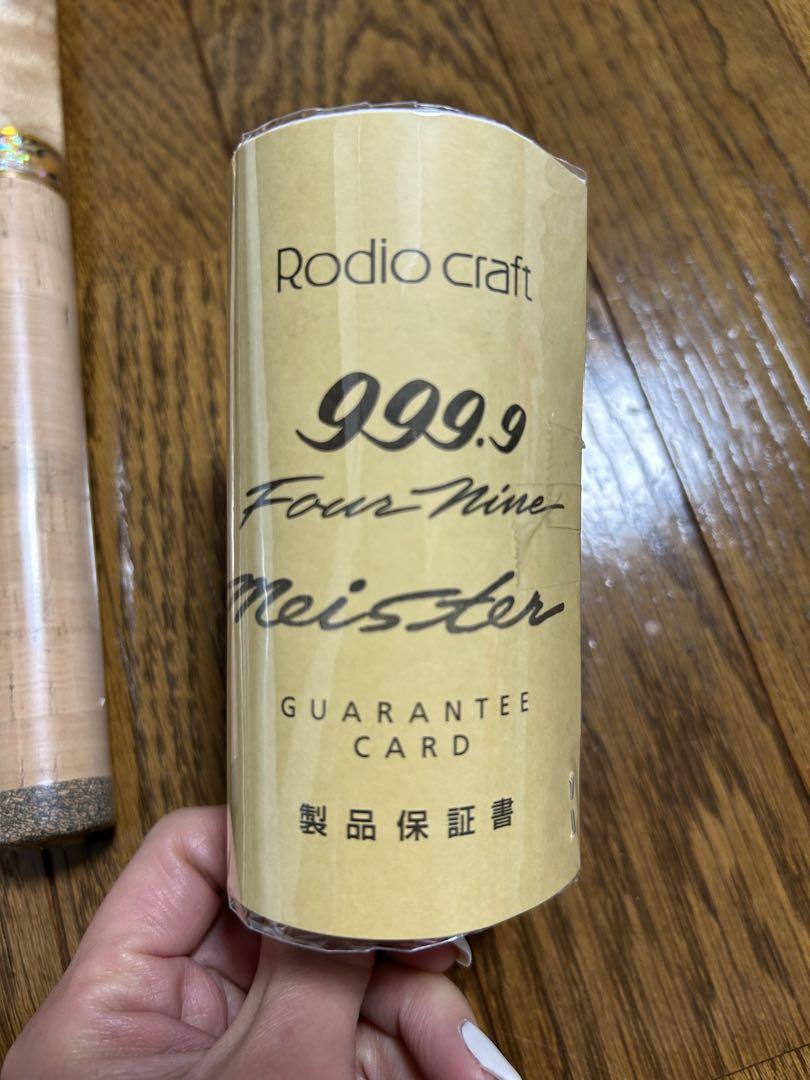 Rodio craft
999.9
Four Nine
Meister
GUARANTEE
CARD
製品保証書